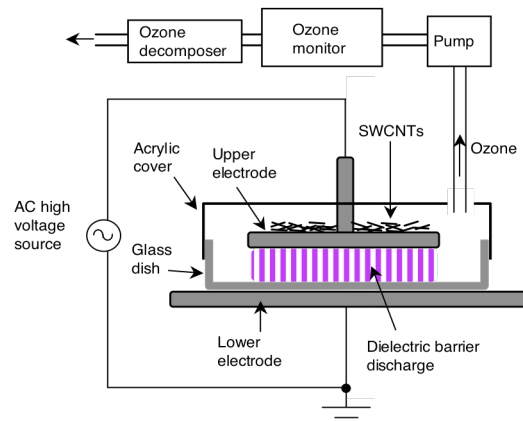 Ozone
decomposer
Ozone
monitor
Pump
SWCNTs
Ozone
Acrylic
cover
Upper
electrode
AC high
voltage
source
Glass
dish
Lower
electrode
Dielectric barrier
discharge